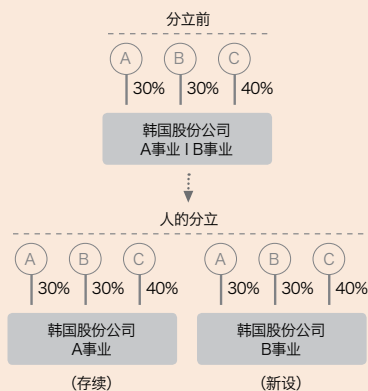 分立前
A B C
30% 30% 40%
韩国股份公司
A事业 I B事业
人的分立
A B C A B C
30% 30% 40% 30% 30% 40%
韩国股份公司 韩国股份公司
A事业 B事业
(存续) (新设)